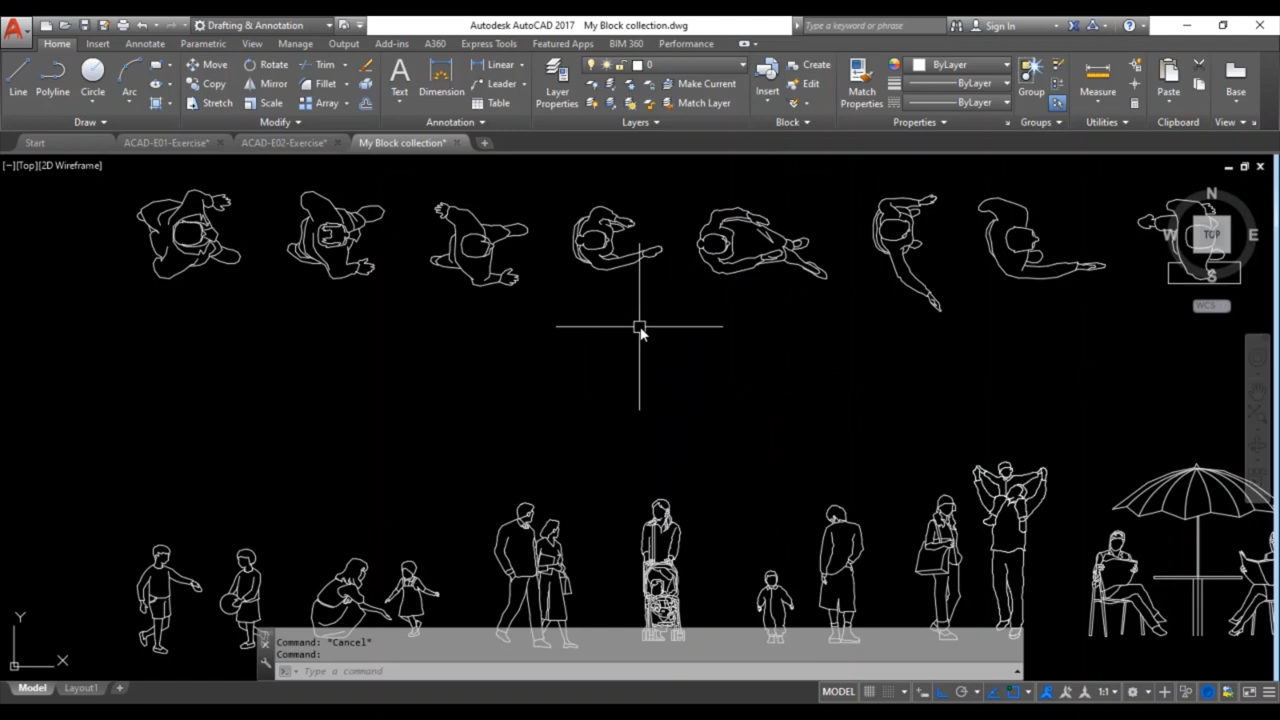 Drafting & Annotation
Autodesk AutoCAD 2017 My Block collection.dwg
Type a keyword or phrase
Sign In
Home Insert Annotate Parametric View Manage Output Add-ins A360 Express Tools Featured Apps BIM 360 Performance
Line Polyline Circle Arc
Move Rotate Trim
Copy Mirror Fillet
Stretch Scale Array
Text Dimension
Linear
Leader
Table
Layer Properties
0
Make Current
Match Layer
Insert
Create
Edit
Match Properties
ByLayer
ByLayer
ByLayer
Group
Measure
Paste
Base
Draw Modify Annotation Layers Block Properties Groups Utilities Clipboard View
Start ACAD-E01-Exercise* ACAD-E02-Exercise* My Block collection*
[−][Top][2D Wireframe]
N
W TOP E
S
WCS
Y
X
Command: *Cancel*
Command:
Type a command
Model Layout1
MODEL 1:1